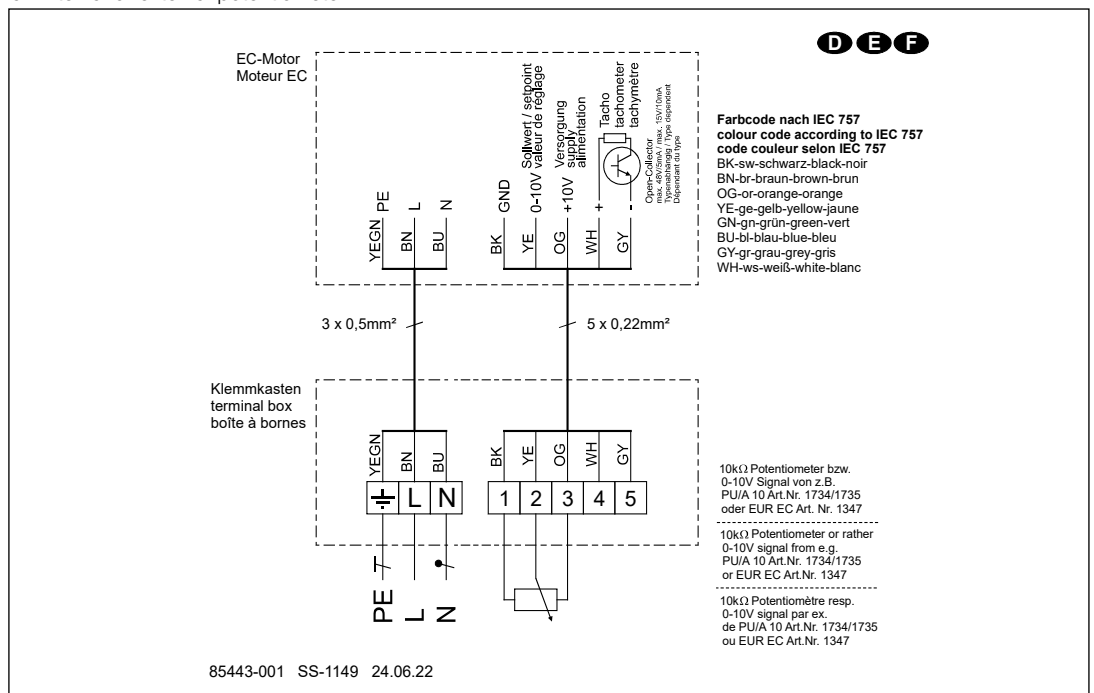 D E F
EC-Motor
Moteur EC
PE
L
N
GND
0-10V
Sollwert / setpoint
valeur de réglage
+10V
Versorgung
supply
alimentation
+
-
Tacho
tachometer
tachymètre
Open-Collector
max. 48V/5mA / max. 15V/10mA
Typenabhängig / Type dependent
Dépendant du type
YEGN
BN
BU
BK
YE
OG
WH
GY
Farbcode nach IEC 757
colour code according to IEC 757
code couleur selon IEC 757
BK-sw-schwarz-black-noir
BN-br-braun-brown-brun
OG-or-orange-orange
YE-ge-gelb-yellow-jaune
GN-gn-grün-green-vert
BU-bl-blau-blue-bleu
GY-gr-grau-grey-gris
WH-ws-weiß-white-blanc
3 x 0,5mm²
5 x 0,22mm²
Klemmkasten
terminal box
boîte à bornes
YEGN
BN
BU
BK
YE
OG
WH
GY
L N
1 2 3 4 5
PE
L
N
10kΩ Potentiometer bzw.
0-10V Signal von z.B.
PU/A 10 Art.Nr. 1734/1735
oder EUR EC Art. Nr. 1347
10kΩ Potentiometer or rather
0-10V signal from e.g.
PU/A 10 Art.Nr. 1734/1735
or EUR EC Art.Nr. 1347
10kΩ Potentiomètre resp.
0-10V signal par ex.
de PU/A 10 Art.Nr. 1734/1735
ou EUR EC Art.Nr. 1347
85443-001 SS-1149 24.06.22